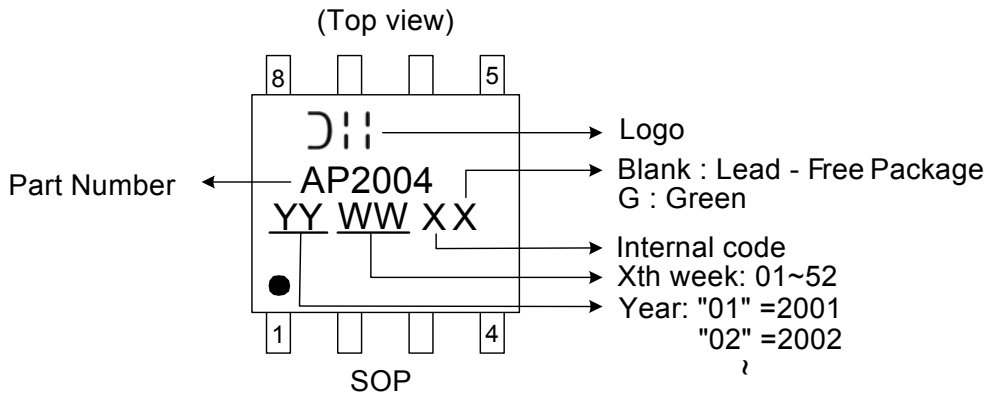 (Top view)
8 5
Logo
Part Number AP2004 Blank : Lead - Free Package
G : Green
YY WW X X
Internal code
Xth week: 01~52
Year: "01" =2001
"02" =2002
~
1 4
SOP